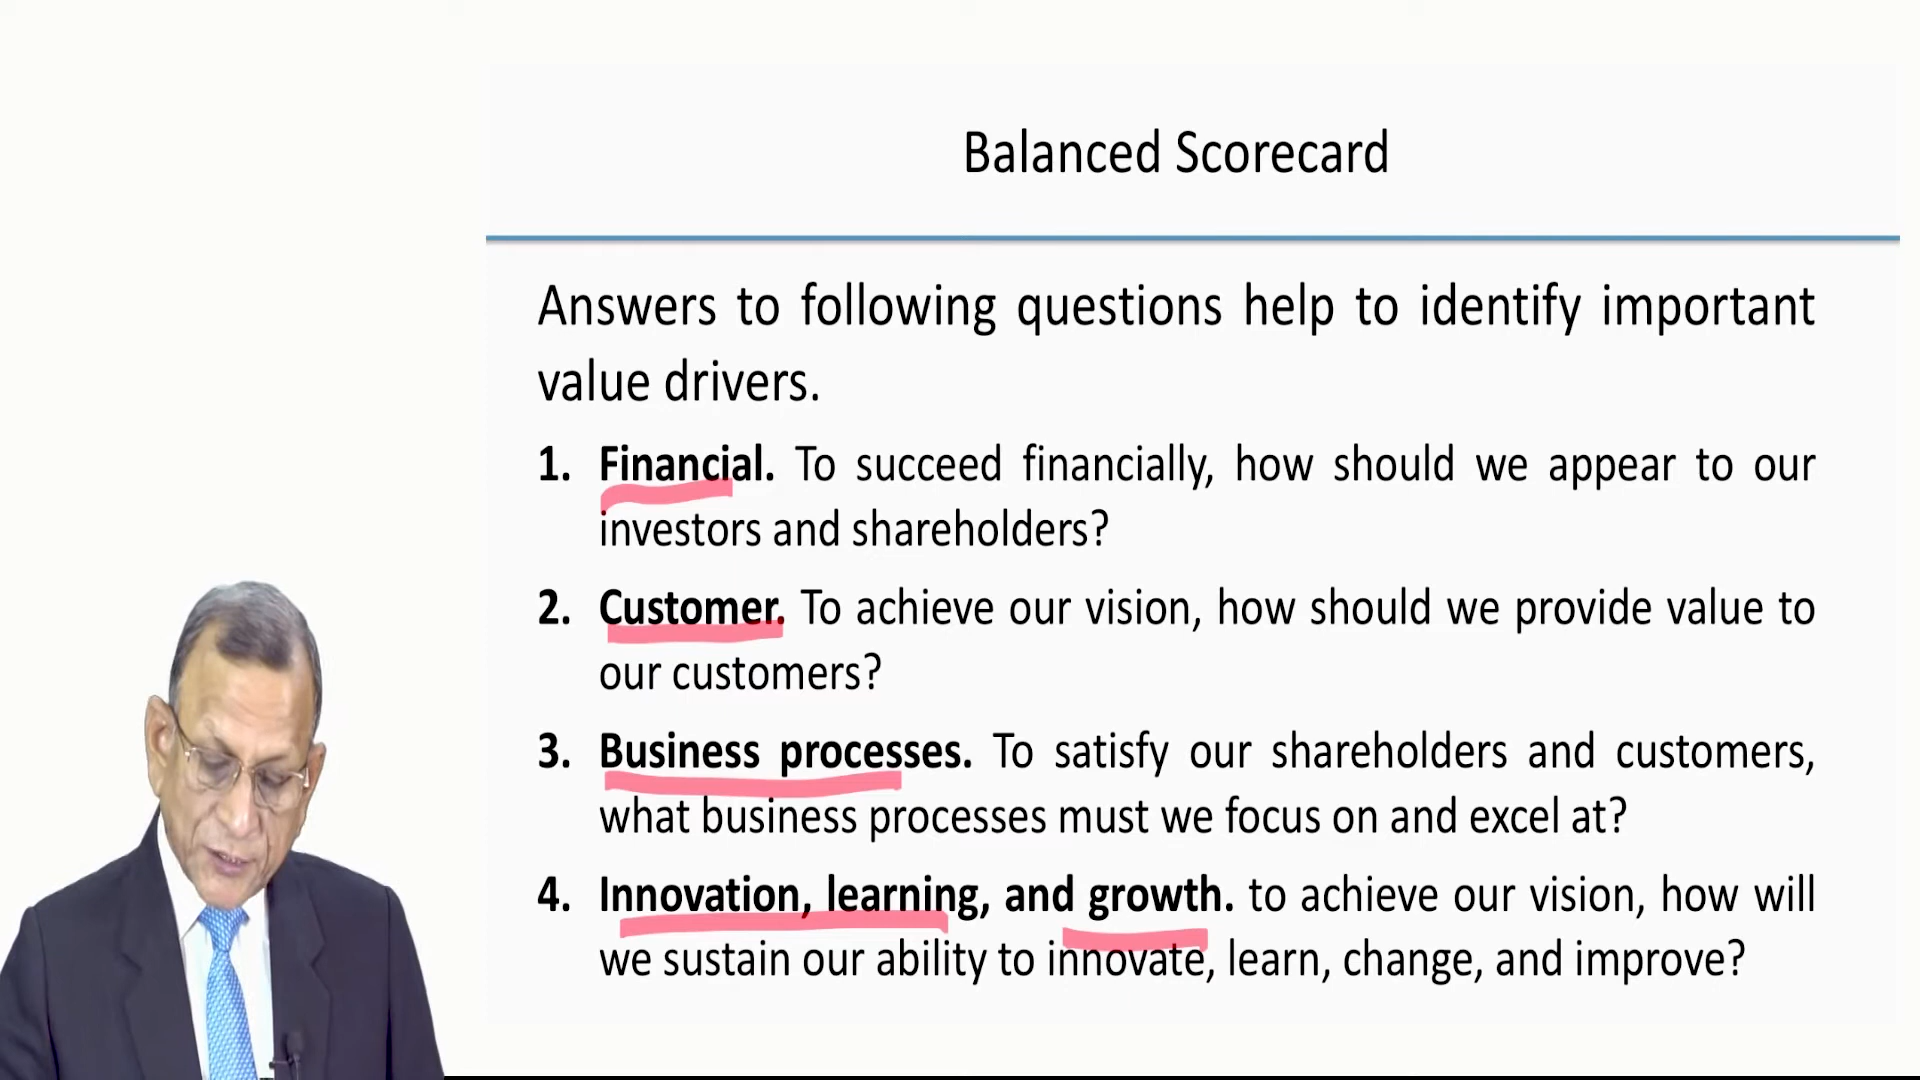 Balanced Scorecard
Answers to following questions help to identify important
value drivers.
1. Financial. To succeed financially, how should we appear to our
investors and shareholders?
2. Customer. To achieve our vision, how should we provide value to
our customers?
3. Business processes. To satisfy our shareholders and customers,
what business processes must we focus on and excel at?
4. Innovation, learning, and growth. to achieve our vision, how will
we sustain our ability to innovate, learn, change, and improve?